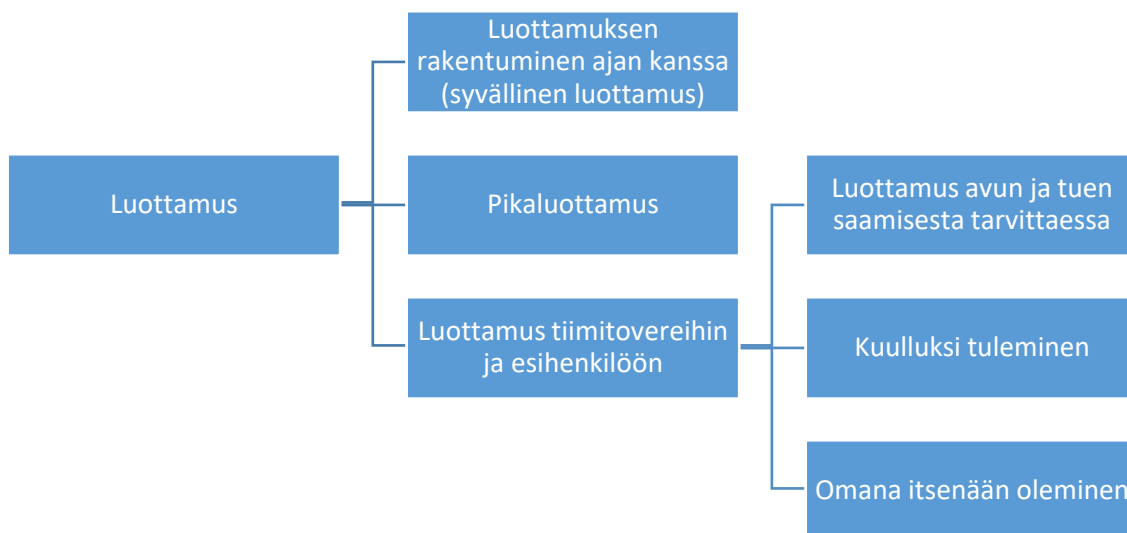 Luottamuksen
rakentuminen ajan kanssa
(syvällinen luottamus)
Luottamus
Pikaluottamus
Luottamus avun ja tuen
saamisesta tarvittaessa
Luottamus tiimitovereihin
ja esihenkilöön
Kuulluksi tuleminen
Omana itsenään oleminen